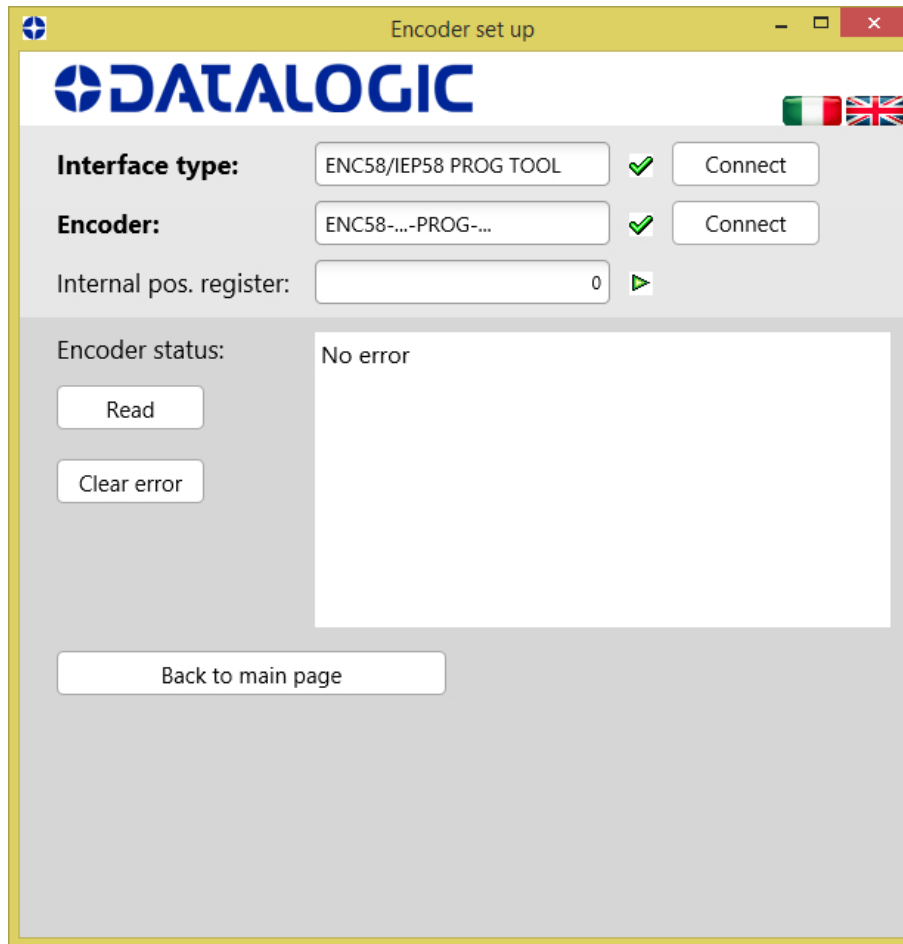 Encoder set up
DATALOGIC
Interface type: ENC58/IEP58 PROG TOOL Connect
Encoder: ENC58-...-PROG-... Connect
Internal pos. register: 0
Encoder status: No error
Read
Clear error
Back to main page